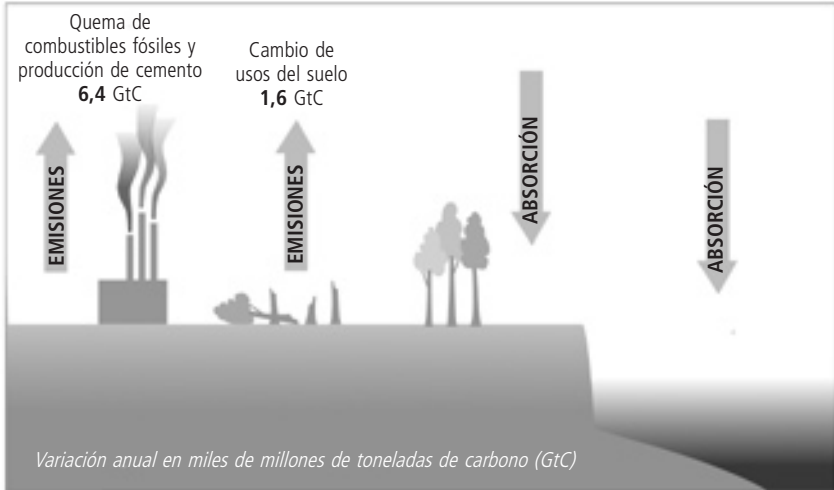 Quema de
combustibles fósiles y
producción de cemento
6,4 GtC
Cambio de
usos del suelo
1,6 GtC
EMISIONES
EMISIONES
ABSORCIÓN
ABSORCIÓN
Variación anual en miles de millones de toneladas de carbono (GtC)